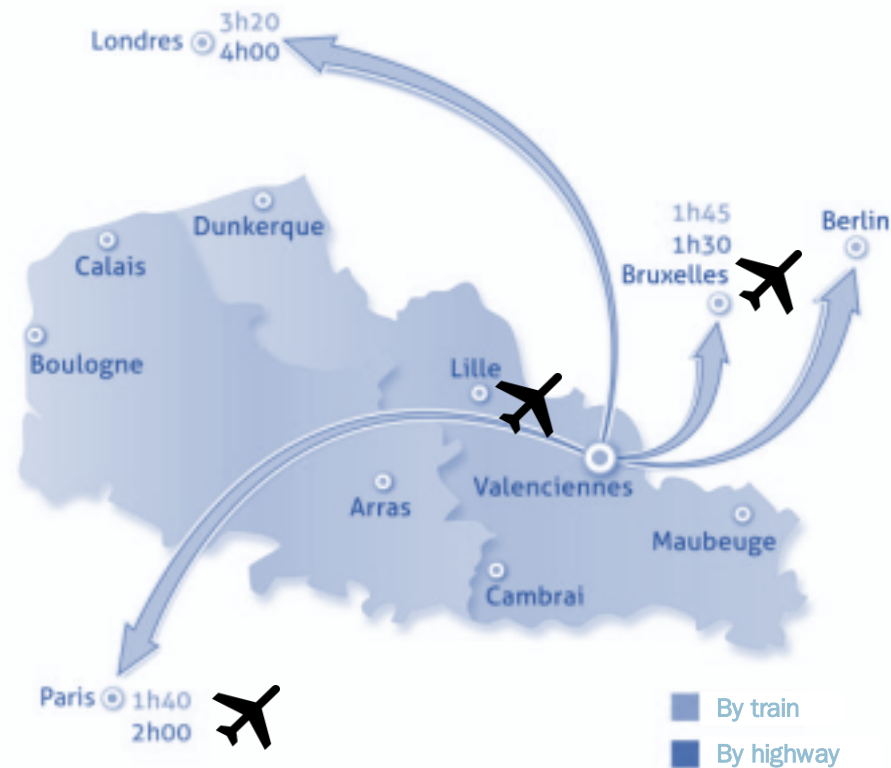 3h20
Londres
4h00
Dunkerque
Calais
1h45
1h30
Bruxelles
Berlin
Boulogne
Lille
Valenciennes
Arras
Maubeuge
Cambrai
Paris
1h40
2h00
By train
By highway